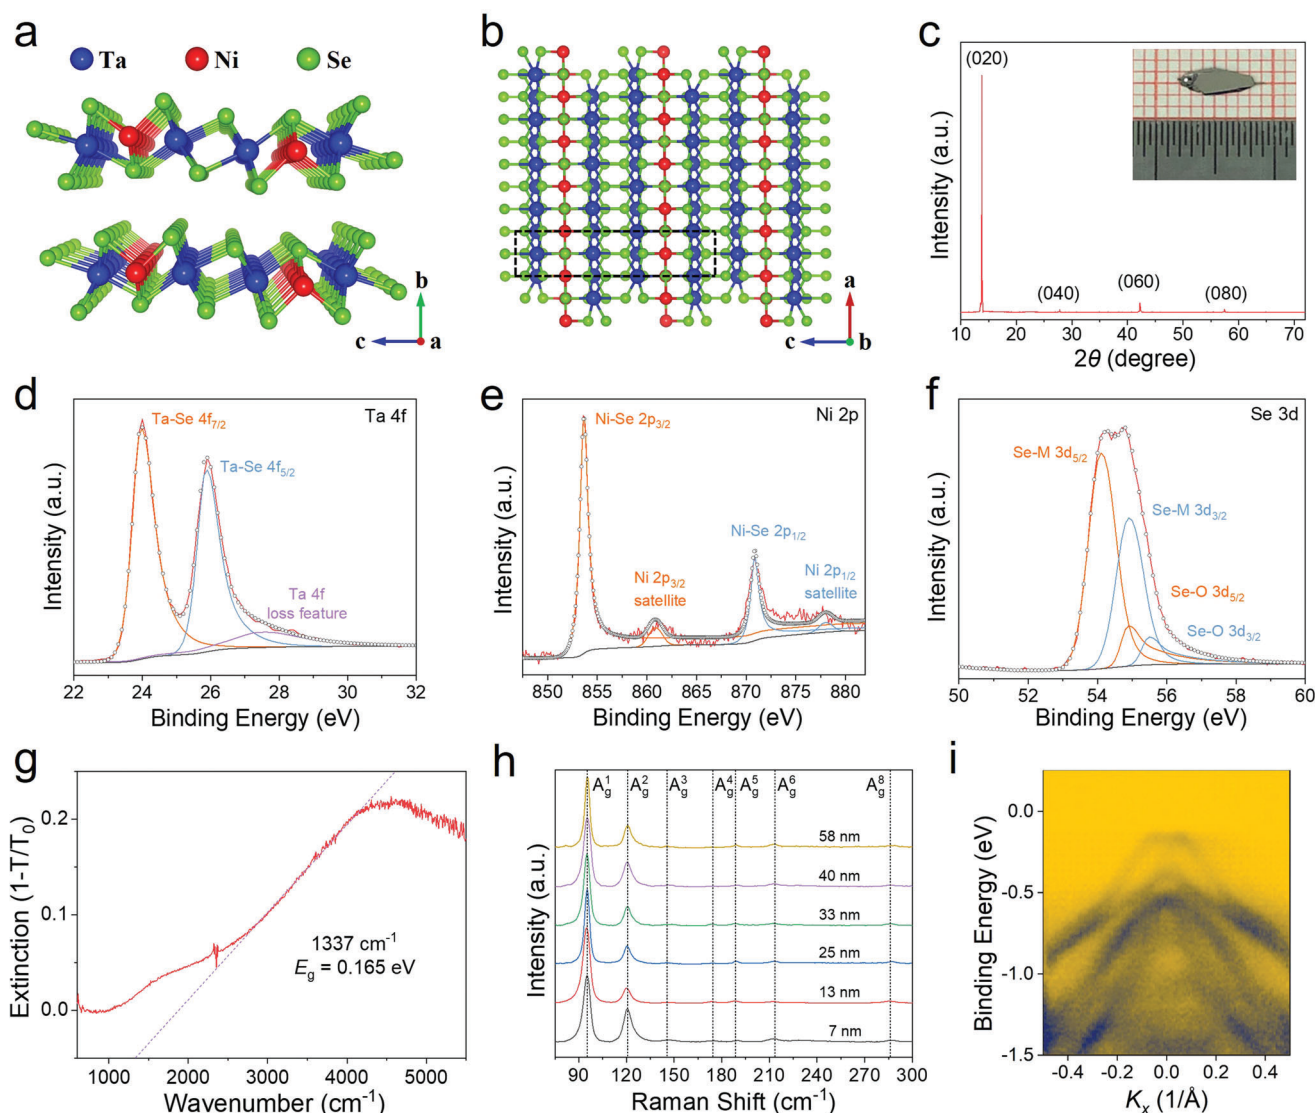 a
Ta
Ni
Se
b
c
a
b
a
c
b
c
(020)
(040)
(060)
(080)
Intensity (a.u.)
10 20 30 40 50 60 70
2θ (degree)
d
Ta 4f
Ta-Se 4f7/2
Ta-Se 4f5/2
Ta 4f
loss feature
Intensity (a.u.)
22 24 26 28 30 32
Binding Energy (eV)
e
Ni 2p
Ni-Se 2p3/2
Ni-Se 2p1/2
Ni 2p3/2
satellite
Ni 2p1/2
satellite
Intensity (a.u.)
850 855 860 865 870 875 880
Binding Energy (eV)
f
Se 3d
Se-M 3d5/2
Se-M 3d3/2
Se-O 3d5/2
Se-O 3d3/2
Intensity (a.u.)
50 52 54 56 58 60
Binding Energy (eV)
g
Extinction (1-T/T0)
0.2
0.1
0.0
1337 cm-1
Eg = 0.165 eV
1000 2000 3000 4000 5000
Wavenumber (cm-1)
h
Ag1 Ag2 Ag3 Ag4 Ag5 Ag6 Ag8
58 nm
40 nm
33 nm
25 nm
13 nm
7 nm
Intensity (a.u.)
90 120 150 180 210 240 270 300
Raman Shift (cm-1)
i
Binding Energy (eV)
0.0
-0.5
-1.0
-1.5
-0.4 -0.2 0.0 0.2 0.4
Kx (1/Å)